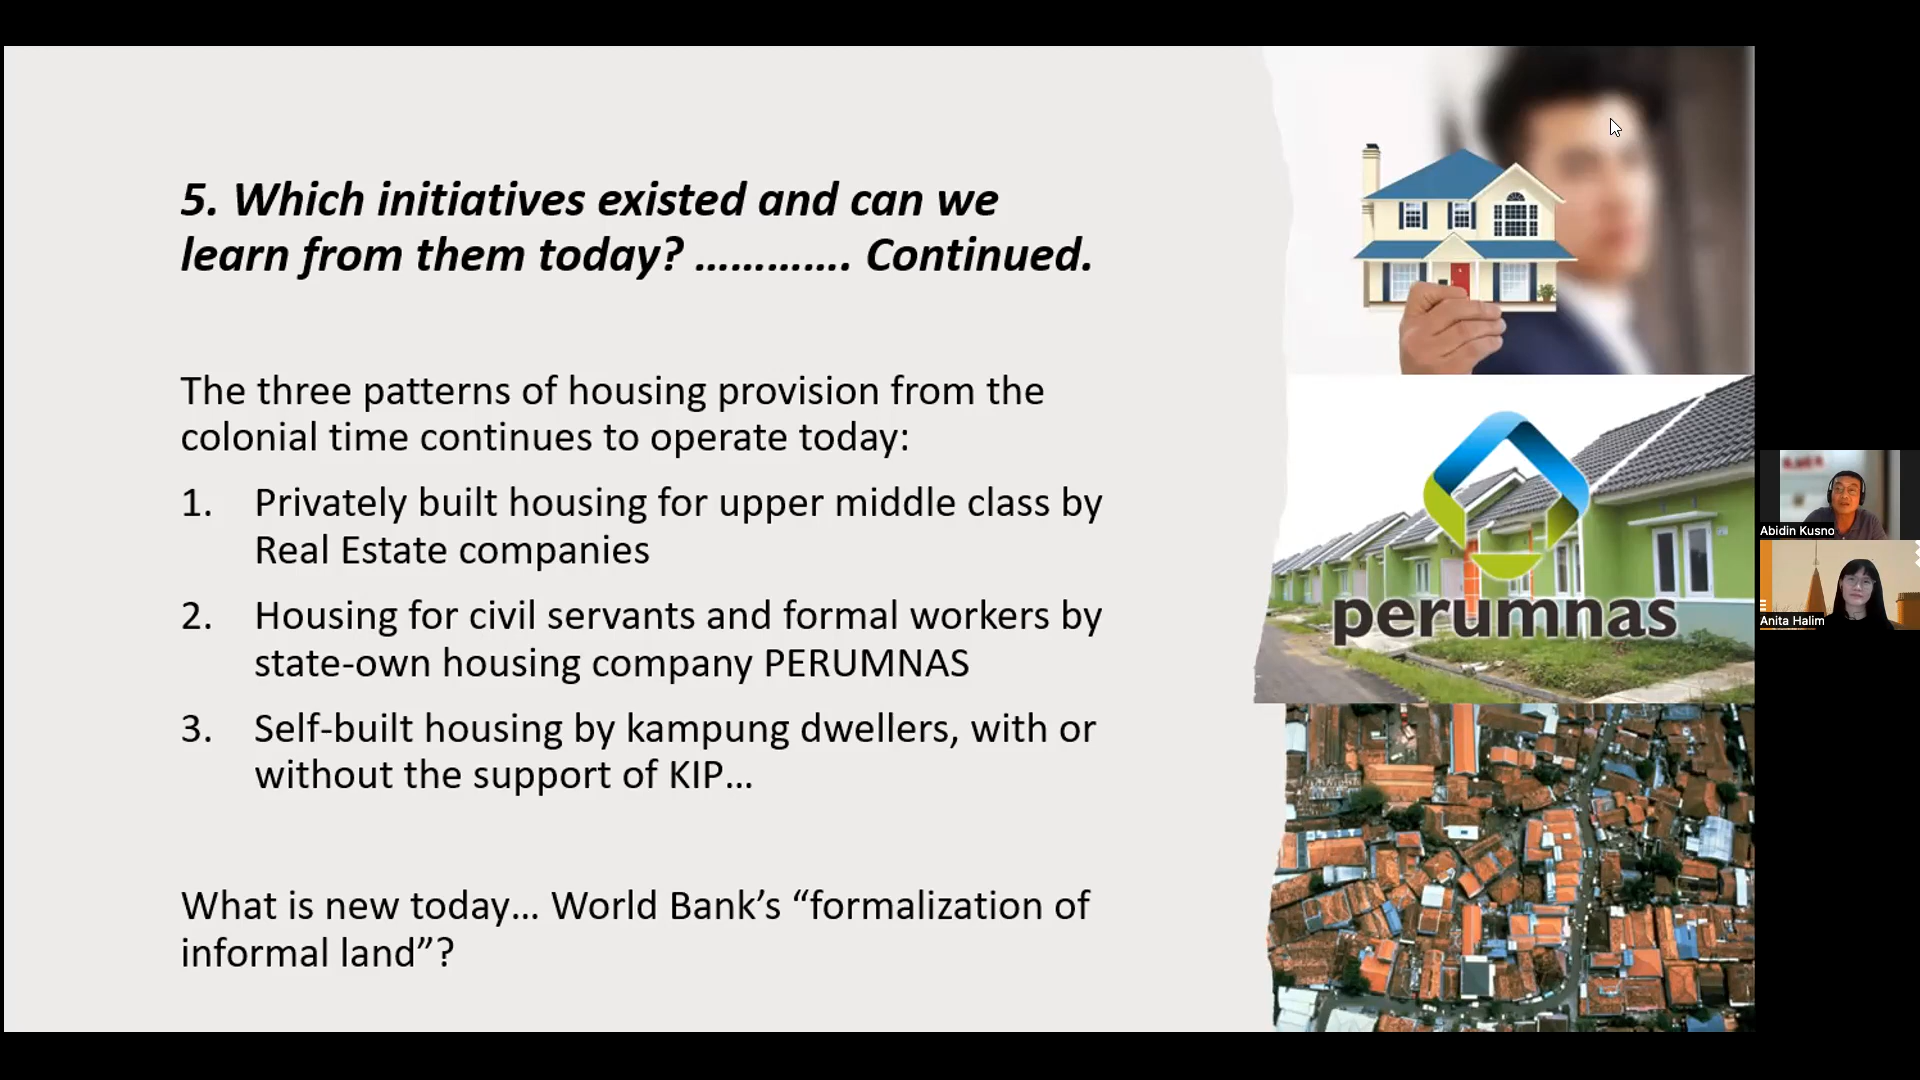 5. Which initiatives existed and can we
learn from them today? …………. Continued.
The three patterns of housing provision from the
colonial time continues to operate today:
1. Privately built housing for upper middle class by
Real Estate companies
2. Housing for civil servants and formal workers by
state-own housing company PERUMNAS
3. Self-built housing by kampung dwellers, with or
without the support of KIP…
What is new today… World Bank’s “formalization of
informal land”?
perumnas
Abidin Kusno
Anita Halim